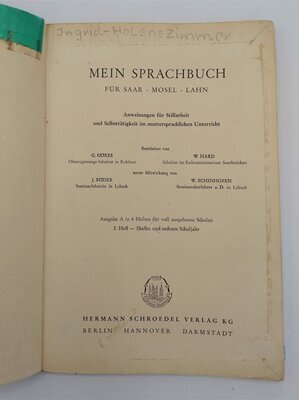 Ingrid-Helene Zimmer
MEIN SPRACHBUCH
FÜR SAAR - MOSEL - LAHN
Anweisungen für Stillarbeit
und Selbsttätigkeit im muttersprachlichen Unterricht
Bearbeitet von
G. GÖRES
Oberregierungs-Schulrat in Koblenz
W. HARD
Schulrat im Kultusministerium Saarbrücken
unter Mitwirkung von
J. RÖDER
Seminarlehrerin in Lebach
W. SCHINHOFEN
Seminaroberlehrer a. D. in Lebach
Ausgabe A in 4 Heften für voll ausgebaute Schulen
3. Heft — fünftes und sechstes Schuljahr
HERMANN SCHROEDEL VERLAG KG
BERLIN HANNOVER DARMSTADT